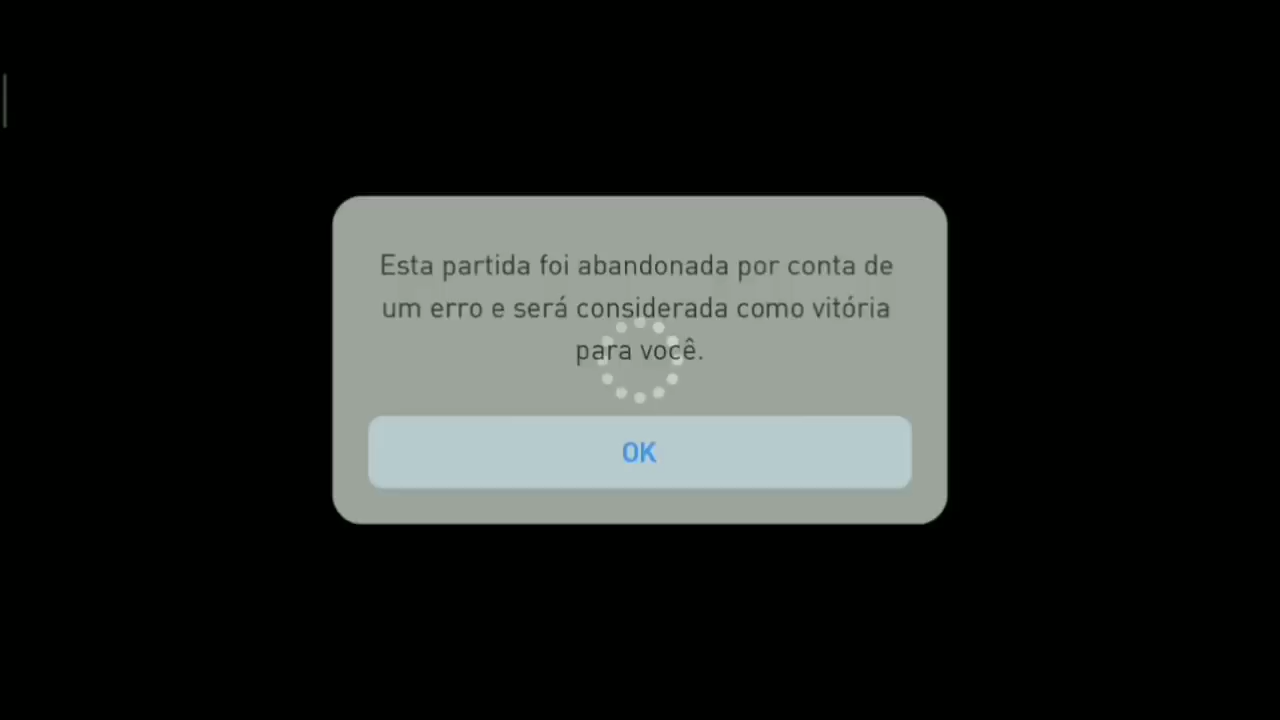 Esta partida foi abandonada por conta de
um erro e será considerada como vitória
para você.
OK